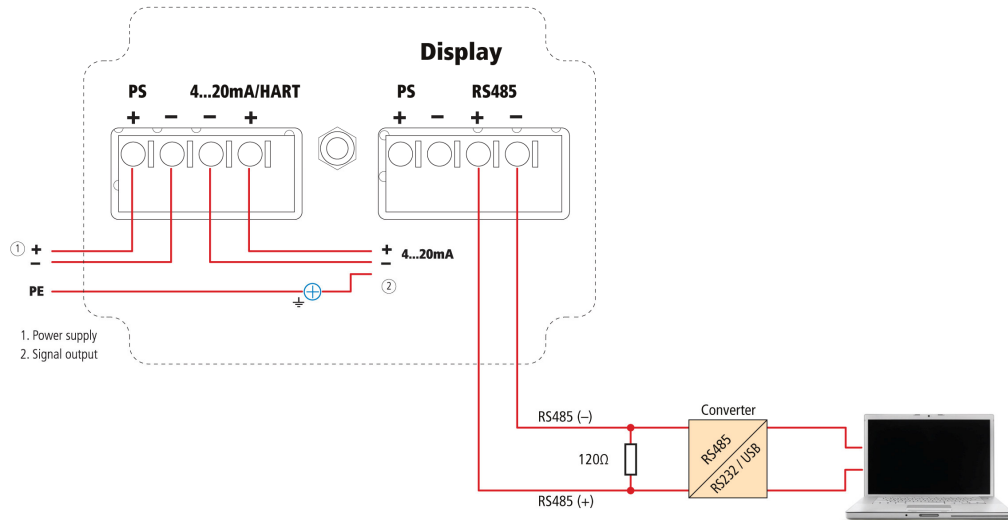 Display
PS 4...20mA/HART
+ − − +
PS RS485
+ − + −
1 +
−
+ 4...20mA
−
PE
2
1. Power supply
2. Signal output
RS485 (−)
120Ω
RS485 (+)
Converter
RS485
RS232 / USB